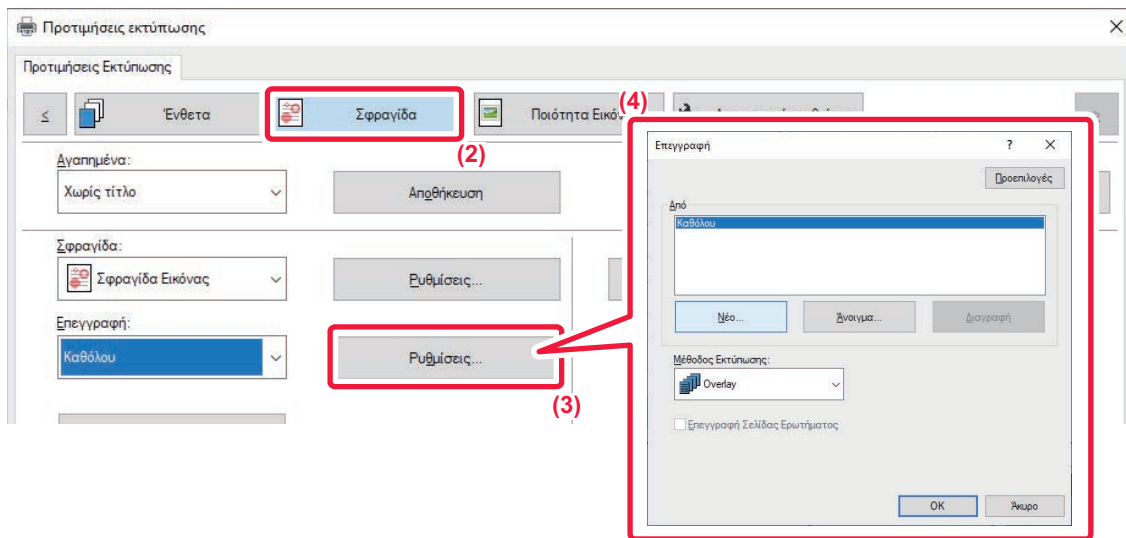 Προτιμήσεις εκτύπωσης
Προτιμήσεις Εκτύπωσης
≤ Ένθετα Σφραγίδα Ποιότητα
(4)
(2)
Αγαπημένα:
Χωρίς τίτλο Αποθήκευση
Σφραγίδα:
Σφραγίδα Εικόνας Ρυθμίσεις...
Επεγγραφή:
Καθόλου Ρυθμίσεις...
(3)
Επεγγραφή ?
Προεπιλογές
Από
Καθόλου
Νέο... Άνοιγμα... Διαγραφή
Μέθοδος Εκτύπωσης:
Overlay
Επεγγραφή Σελίδας Ερωτήματος
OK Άκυρο